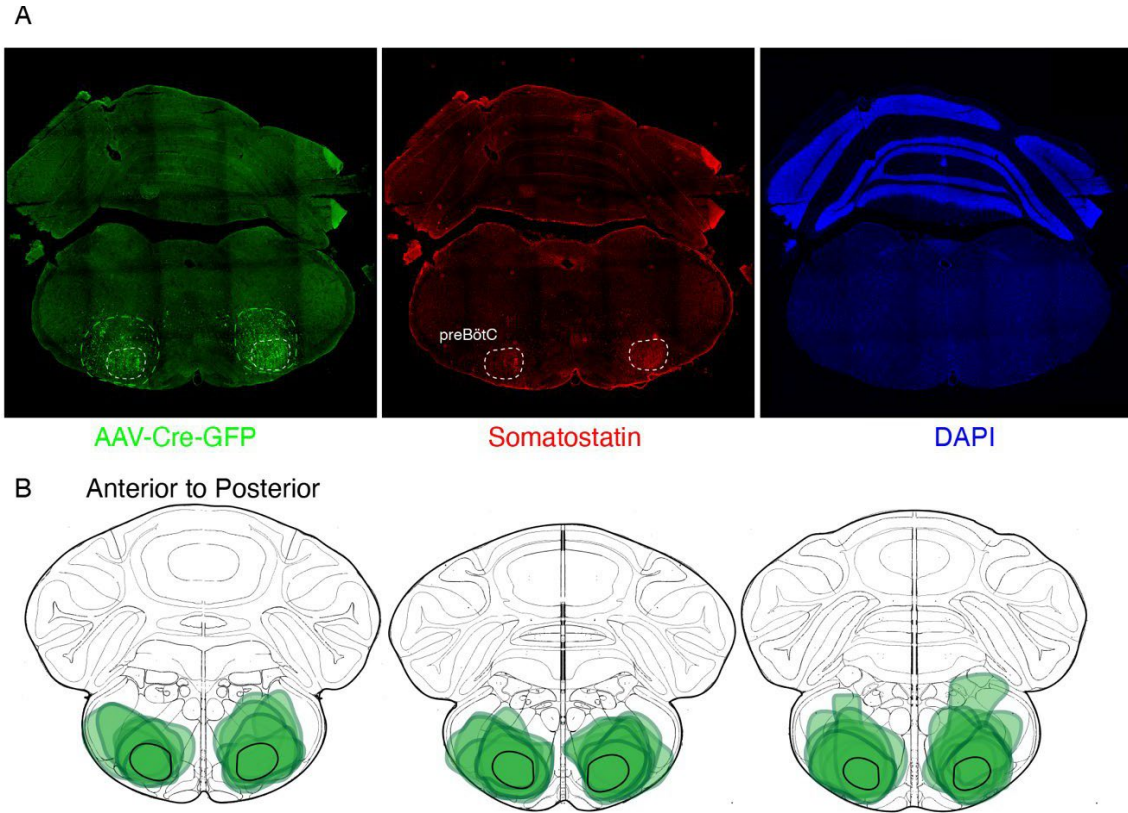 A
preBötC
AAV-Cre-GFP
Somatostatin
DAPI
B Anterior to Posterior